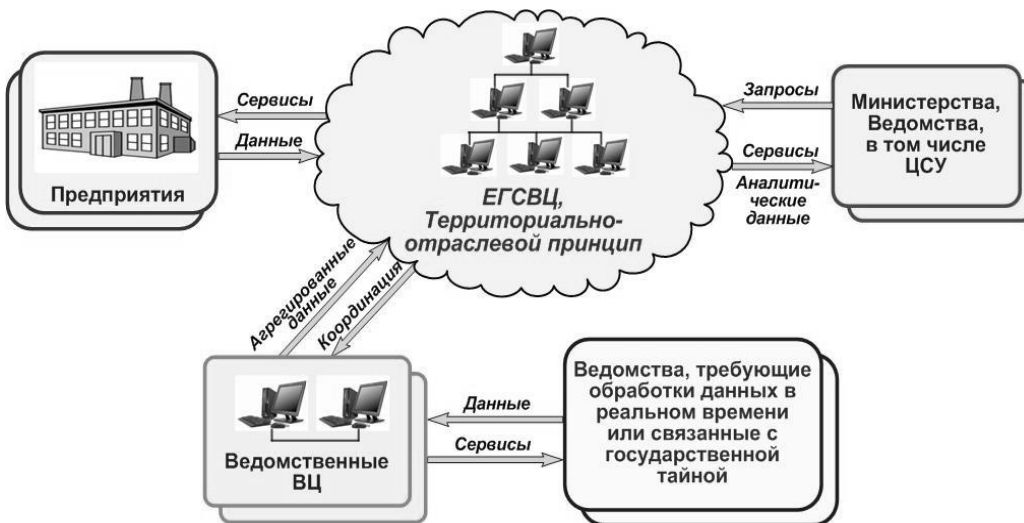 Сервисы
Данные
Предприятия
ЕГСВЦ,
Территориально-
отраслевой принцип
Запросы
Сервисы
Аналити-
ческие
данные
Министерства,
Ведомства,
в том числе
ЦСУ
Агрегированные
данные
Координация
Ведомственные
ВЦ
Данные
Сервисы
Ведомства, требующие
обработки данных в
реальном времени
или связанные с
государственной
тайной